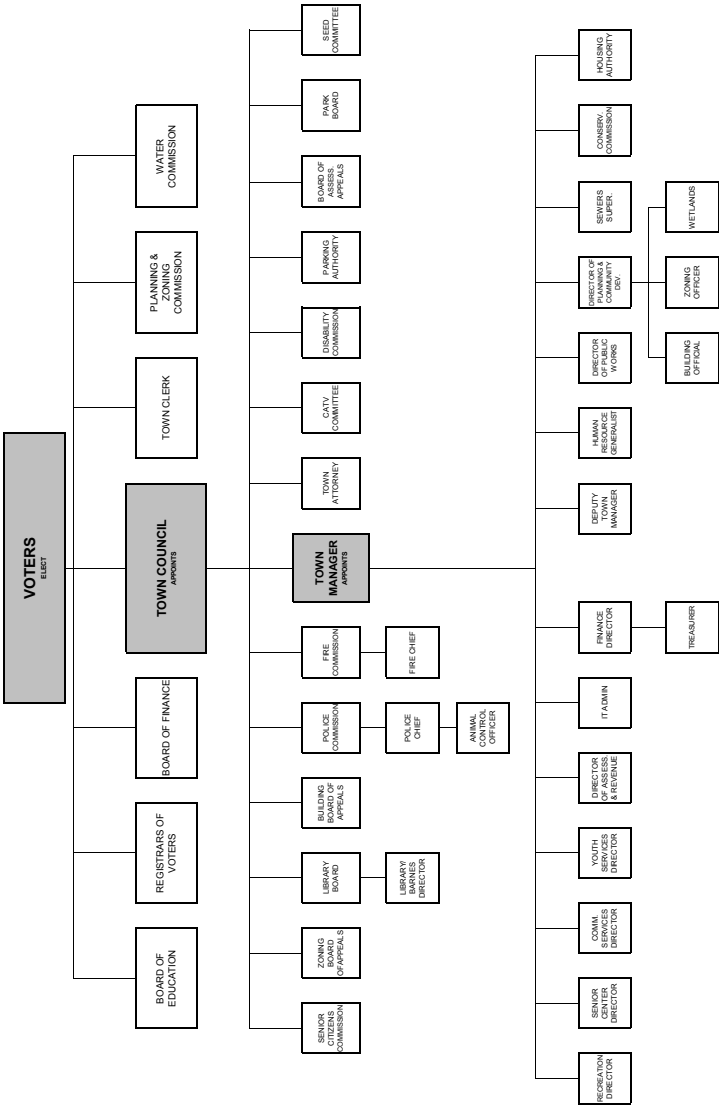 VOTERS
ELECT
BOARD OF
EDUCATION
REGISTRARS OF
VOTERS
BOARD OF FINANCE
TOWN COUNCIL
APPOINTS
TOWN CLERK
PLANNING &
ZONING
COMMISSION
WATER
COMMISSION
SENIOR
CITIZENS
COMMISSION
ZONING
BOARD
OF APPEALS
LIBRARY
BOARD
BUILDING
BOARD OF
APPEALS
POLICE
COMMISSION
FIRE
COMMISSION
TOWN
MANAGER
APPOINTS
TOWN
ATTORNEY
CATV
COMMITTEE
DISABILITY
COMMISSION
PARKING
AUTHORITY
BOARD OF
ASSESS.
APPEALS
PARK
BOARD
SEED
COMMITTEE
LIBRARY/
BARNES
DIRECTOR
POLICE
CHIEF
FIRE CHIEF
ANIMAL
CONTROL
OFFICER
RECREATION
DIRECTOR
SENIOR
CENTER
DIRECTOR
COMM.
SERVICES
DIRECTOR
YOUTH
SERVICES
DIRECTOR
DIRECTOR
OF ASSESS.
& REVENUE
IT ADMIN
FINANCE
DIRECTOR
DEPUTY
TOWN
MANAGER
HUMAN
RESOURCE
GENERALIST
DIRECTOR
OF PUBLIC
WORKS
DIRECTOR OF
PLANNING &
COMMUNITY
DEV.
SEWERS
SUPER.
CONSERV.
COMMISSION
HOUSING
AUTHORITY
TREASURER
BUILDING
OFFICIAL
ZONING
OFFICER
WETLANDS